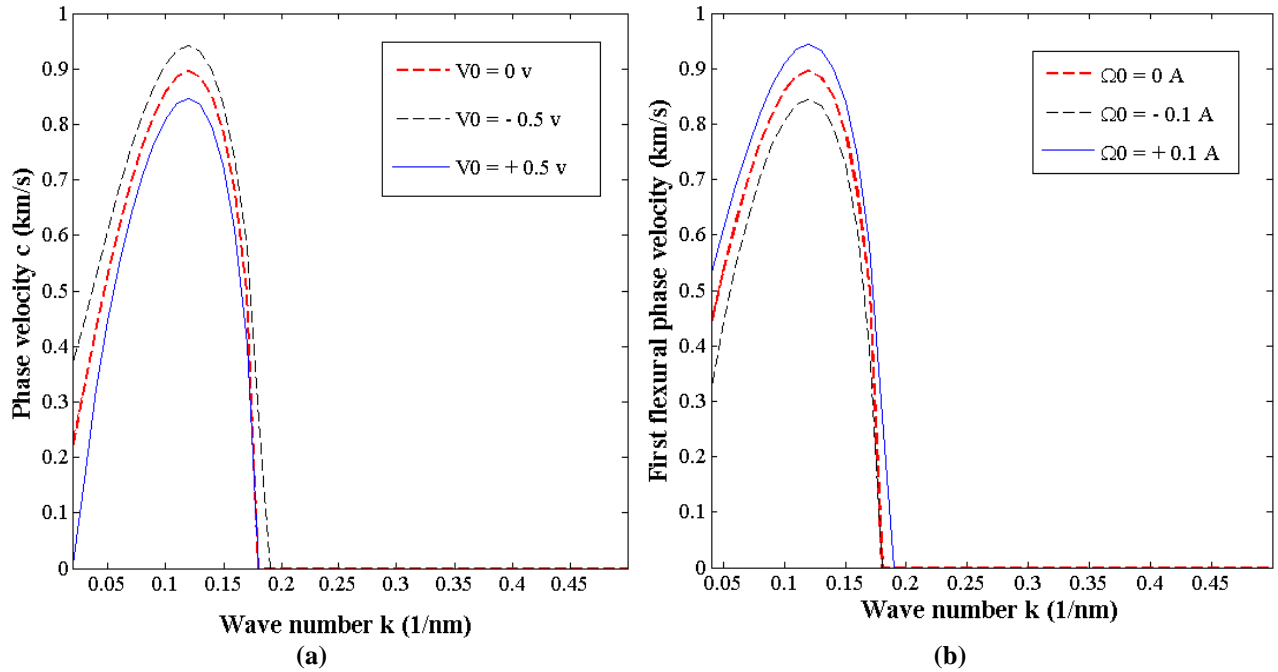 1
0.9
0.8
0.7
0.6
0.5
0.4
0.3
0.2
0.1
0
Phase velocity c (km/s)
V0 = 0 v
V0 = - 0.5 v
V0 = + 0.5 v
0.05 0.1 0.15 0.2 0.25 0.3 0.35 0.4 0.45
Wave number k (1/nm)
(a)
1
0.9
0.8
0.7
0.6
0.5
0.4
0.3
0.2
0.1
0
First flexural phase velocity (km/s)
Ω0 = 0 A
Ω0 = - 0.1 A
Ω0 = + 0.1 A
0.05 0.1 0.15 0.2 0.25 0.3 0.35 0.4 0.45
Wave number k (1/nm)
(b)